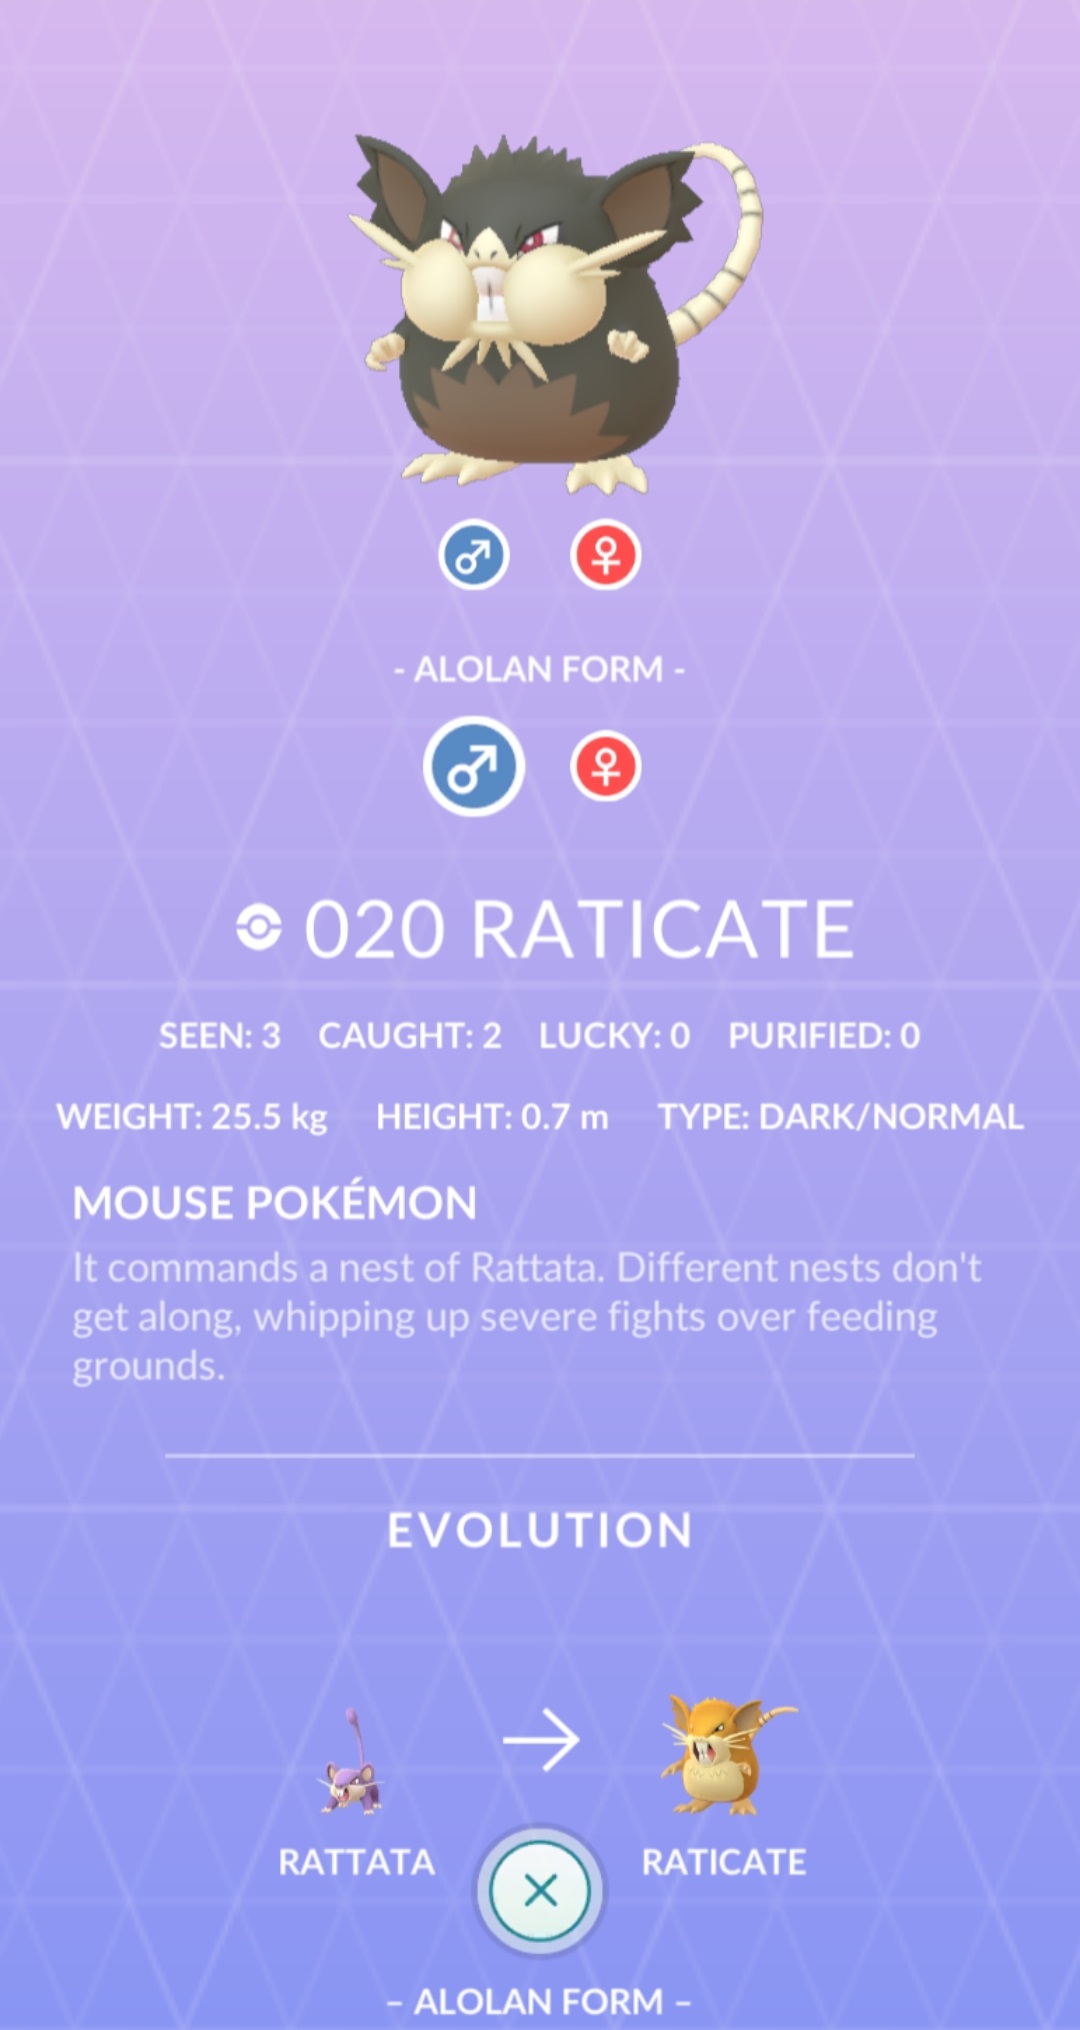 - ALOLAN FORM -
020 RATICATE
SEEN: 3 CAUGHT: 2 LUCKY: 0 PURIFIED: 0
WEIGHT: 25.5 kg HEIGHT: 0.7 m TYPE: DARK/NORMAL
MOUSE POKÉMON
It commands a nest of Rattata. Different nests don't
get along, whipping up severe fights over feeding
grounds.
EVOLUTION
RATTATA RATICATE
– ALOLAN FORM –